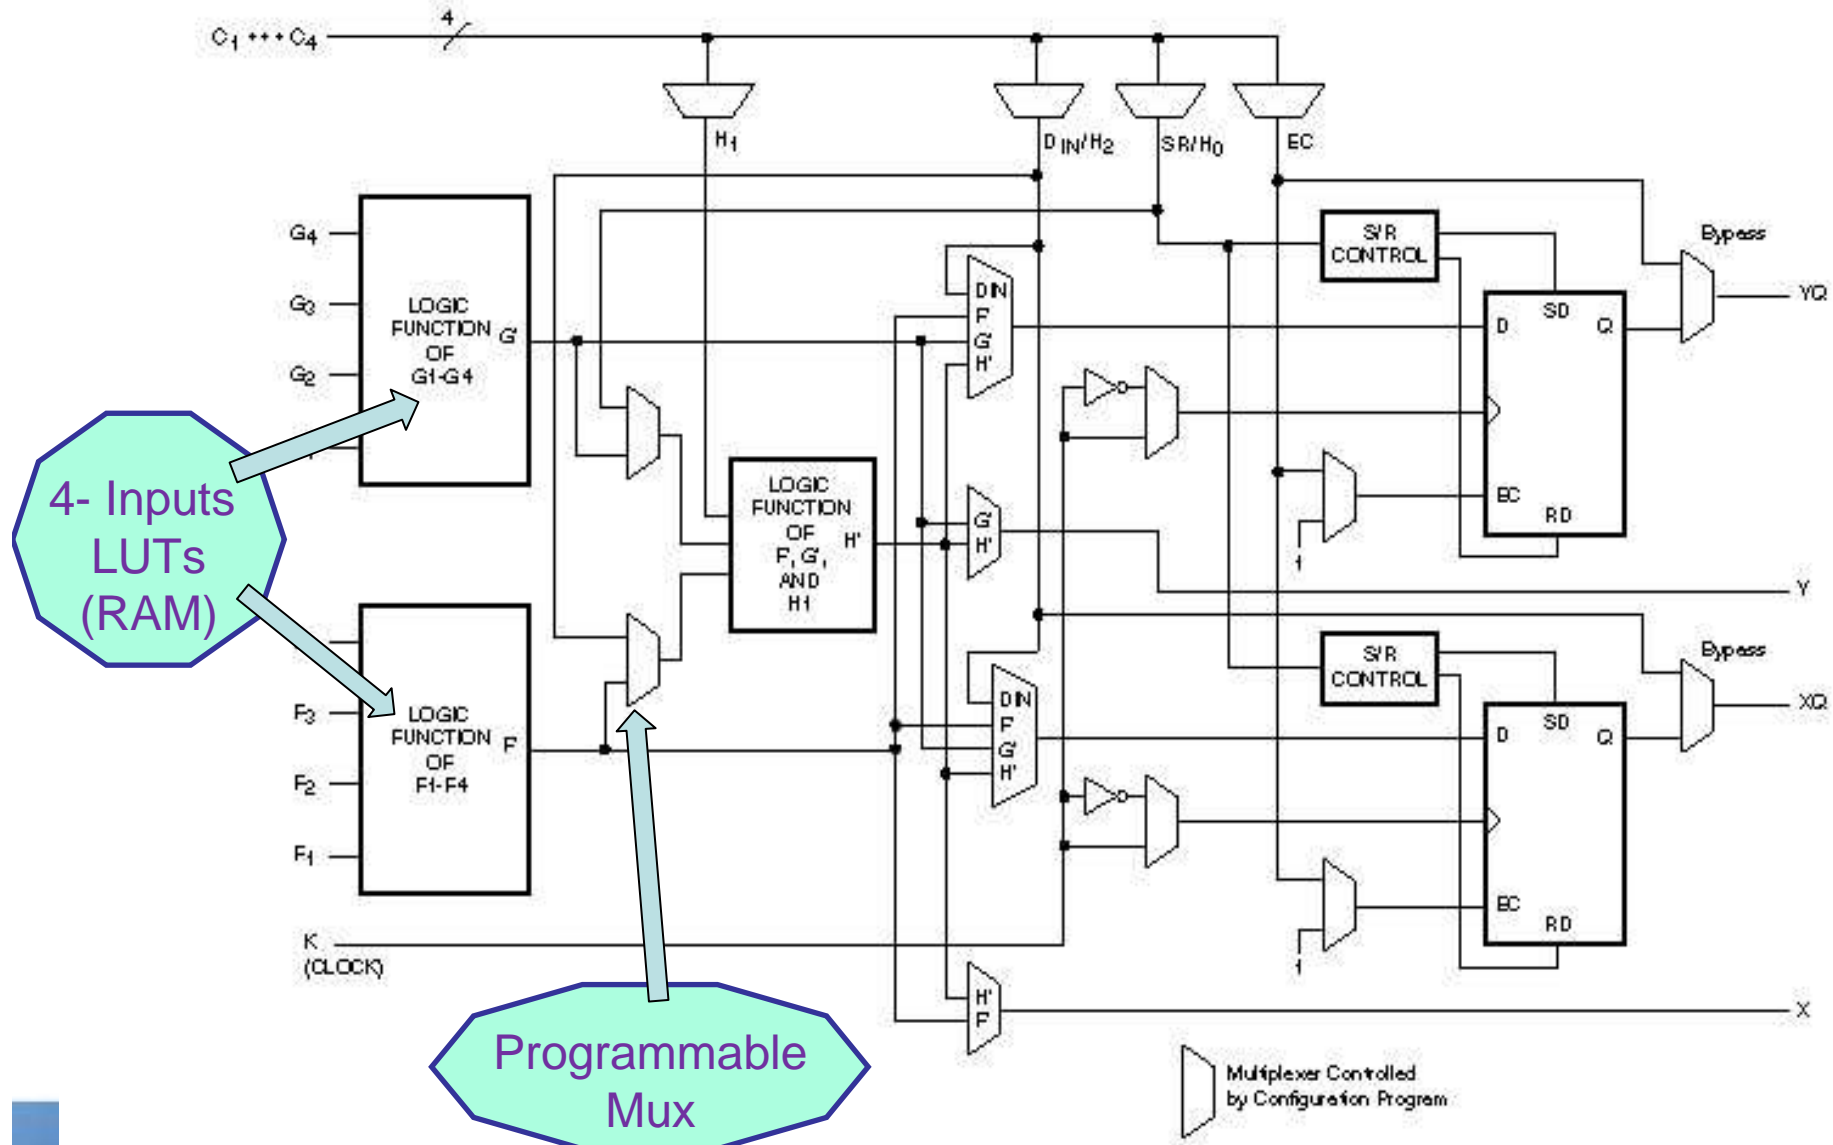 4
C1 ••• C4
H1
DIN/H2
SR/H0
EC
G4
G3
G2
LOGIC
FUNCTION
OF
G1-G4
G'
S/R
CONTROL
Bypass
YQ
DIN
F'
G'
H'
D
SD
Q
EC
RD
1
4- Inputs
LUTs
(RAM)
LOGIC
FUNCTION
OF
F', G',
AND
H1
H'
G'
H'
Y
F3
F2
F1
LOGIC
FUNCTION
OF
F1-F4
F'
S/R
CONTROL
Bypass
XQ
DIN
F'
G'
H'
D
SD
Q
EC
RD
1
K
(CLOCK)
H'
F'
X
Programmable
Mux
Multiplexer Controlled
by Configuration Program